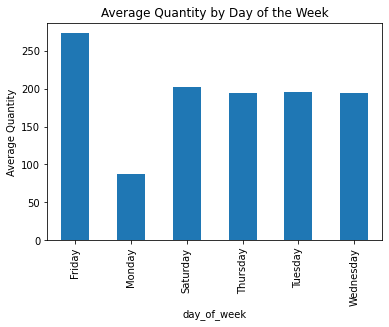 Average Quantity by Day of the Week
Average Quantity
250
200
150
100
50
0
Friday
Monday
Saturday
Thursday
Tuesday
Wednesday
day_of_week